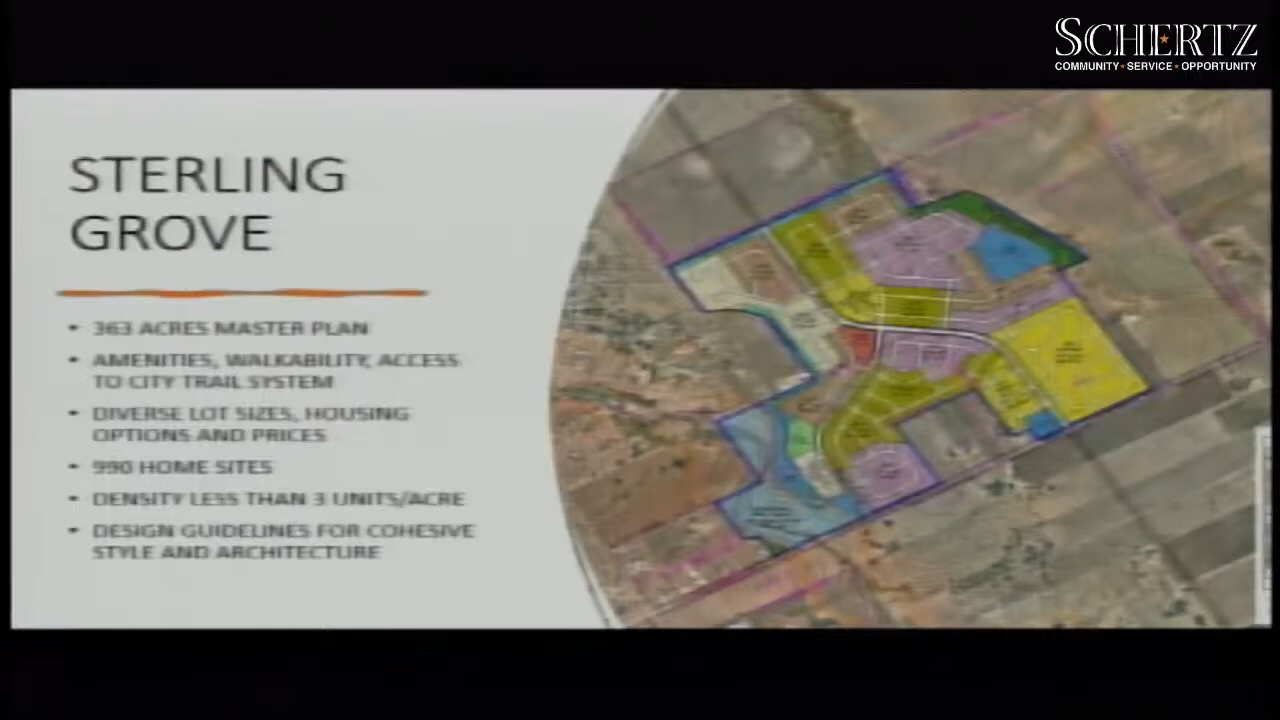 SCHERTZ
COMMUNITY★SERVICE★OPPORTUNITY
STERLING
GROVE
• 363 ACRES MASTER PLAN
• AMENITIES, WALKABILITY, ACCESS
TO CITY TRAIL SYSTEM
• DIVERSE LOT SIZES, HOUSING
OPTIONS AND PRICES
• 990 HOME SITES
• DENSITY LESS THAN 3 UNITS/ACRE
• DESIGN GUIDELINES FOR COHESIVE
STYLE AND ARCHITECTURE